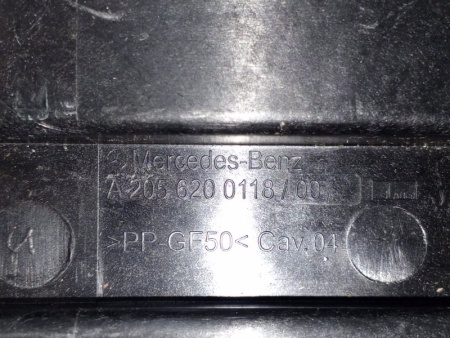 Mercedes-Benz
A 205 620 0118 / 00
>PP-GF50< Cav. 04